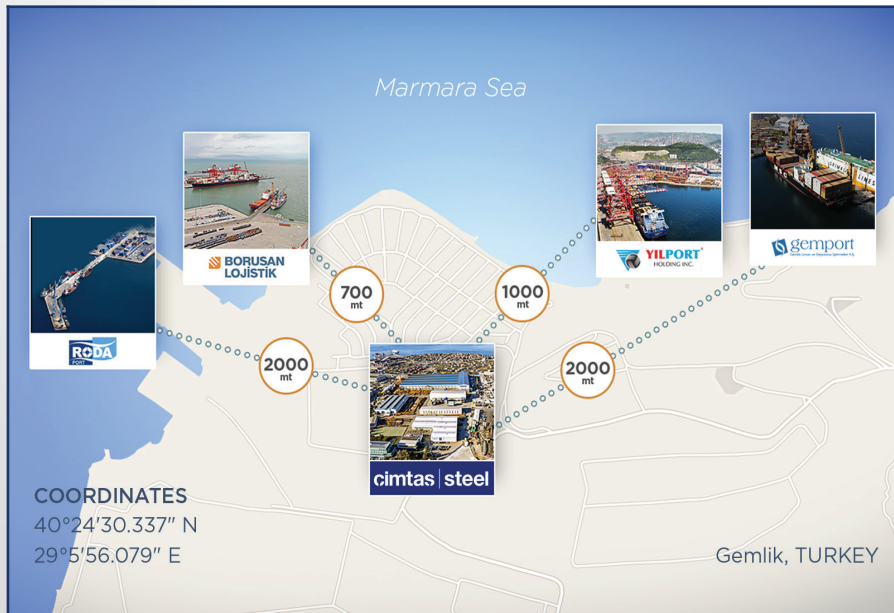 Marmara Sea
BORUSAN
LOJİSTİK
YILPORT
HOLDING INC.
gemport
RODA
PORT
700
mt
1000
mt
2000
mt
2000
mt
cimtas | steel
COORDINATES
40°24'30.337" N
29°5'56.079" E
Gemlik, TURKEY